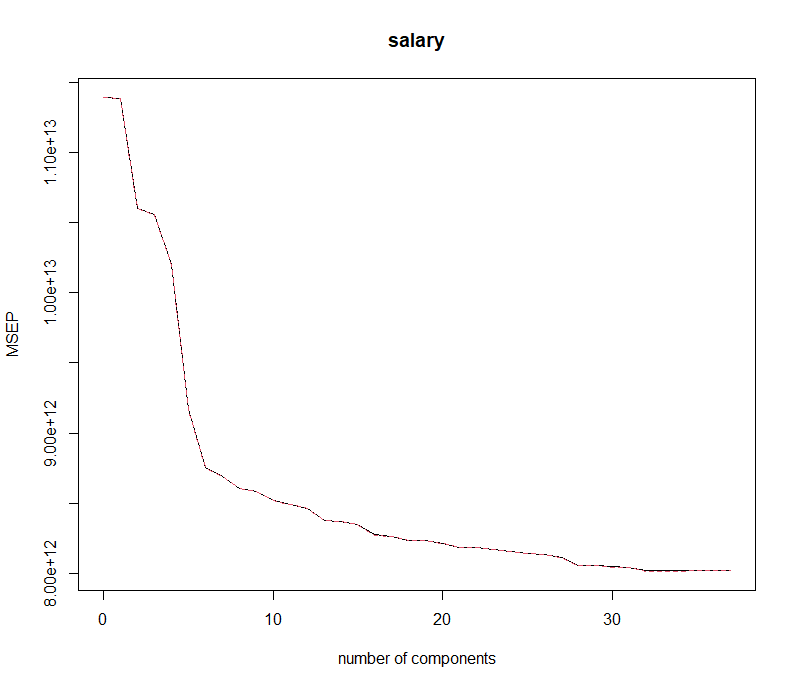 salary
MSEP
1.10e+13
1.00e+13
9.00e+12
8.00e+12
0 10 20 30
number of components